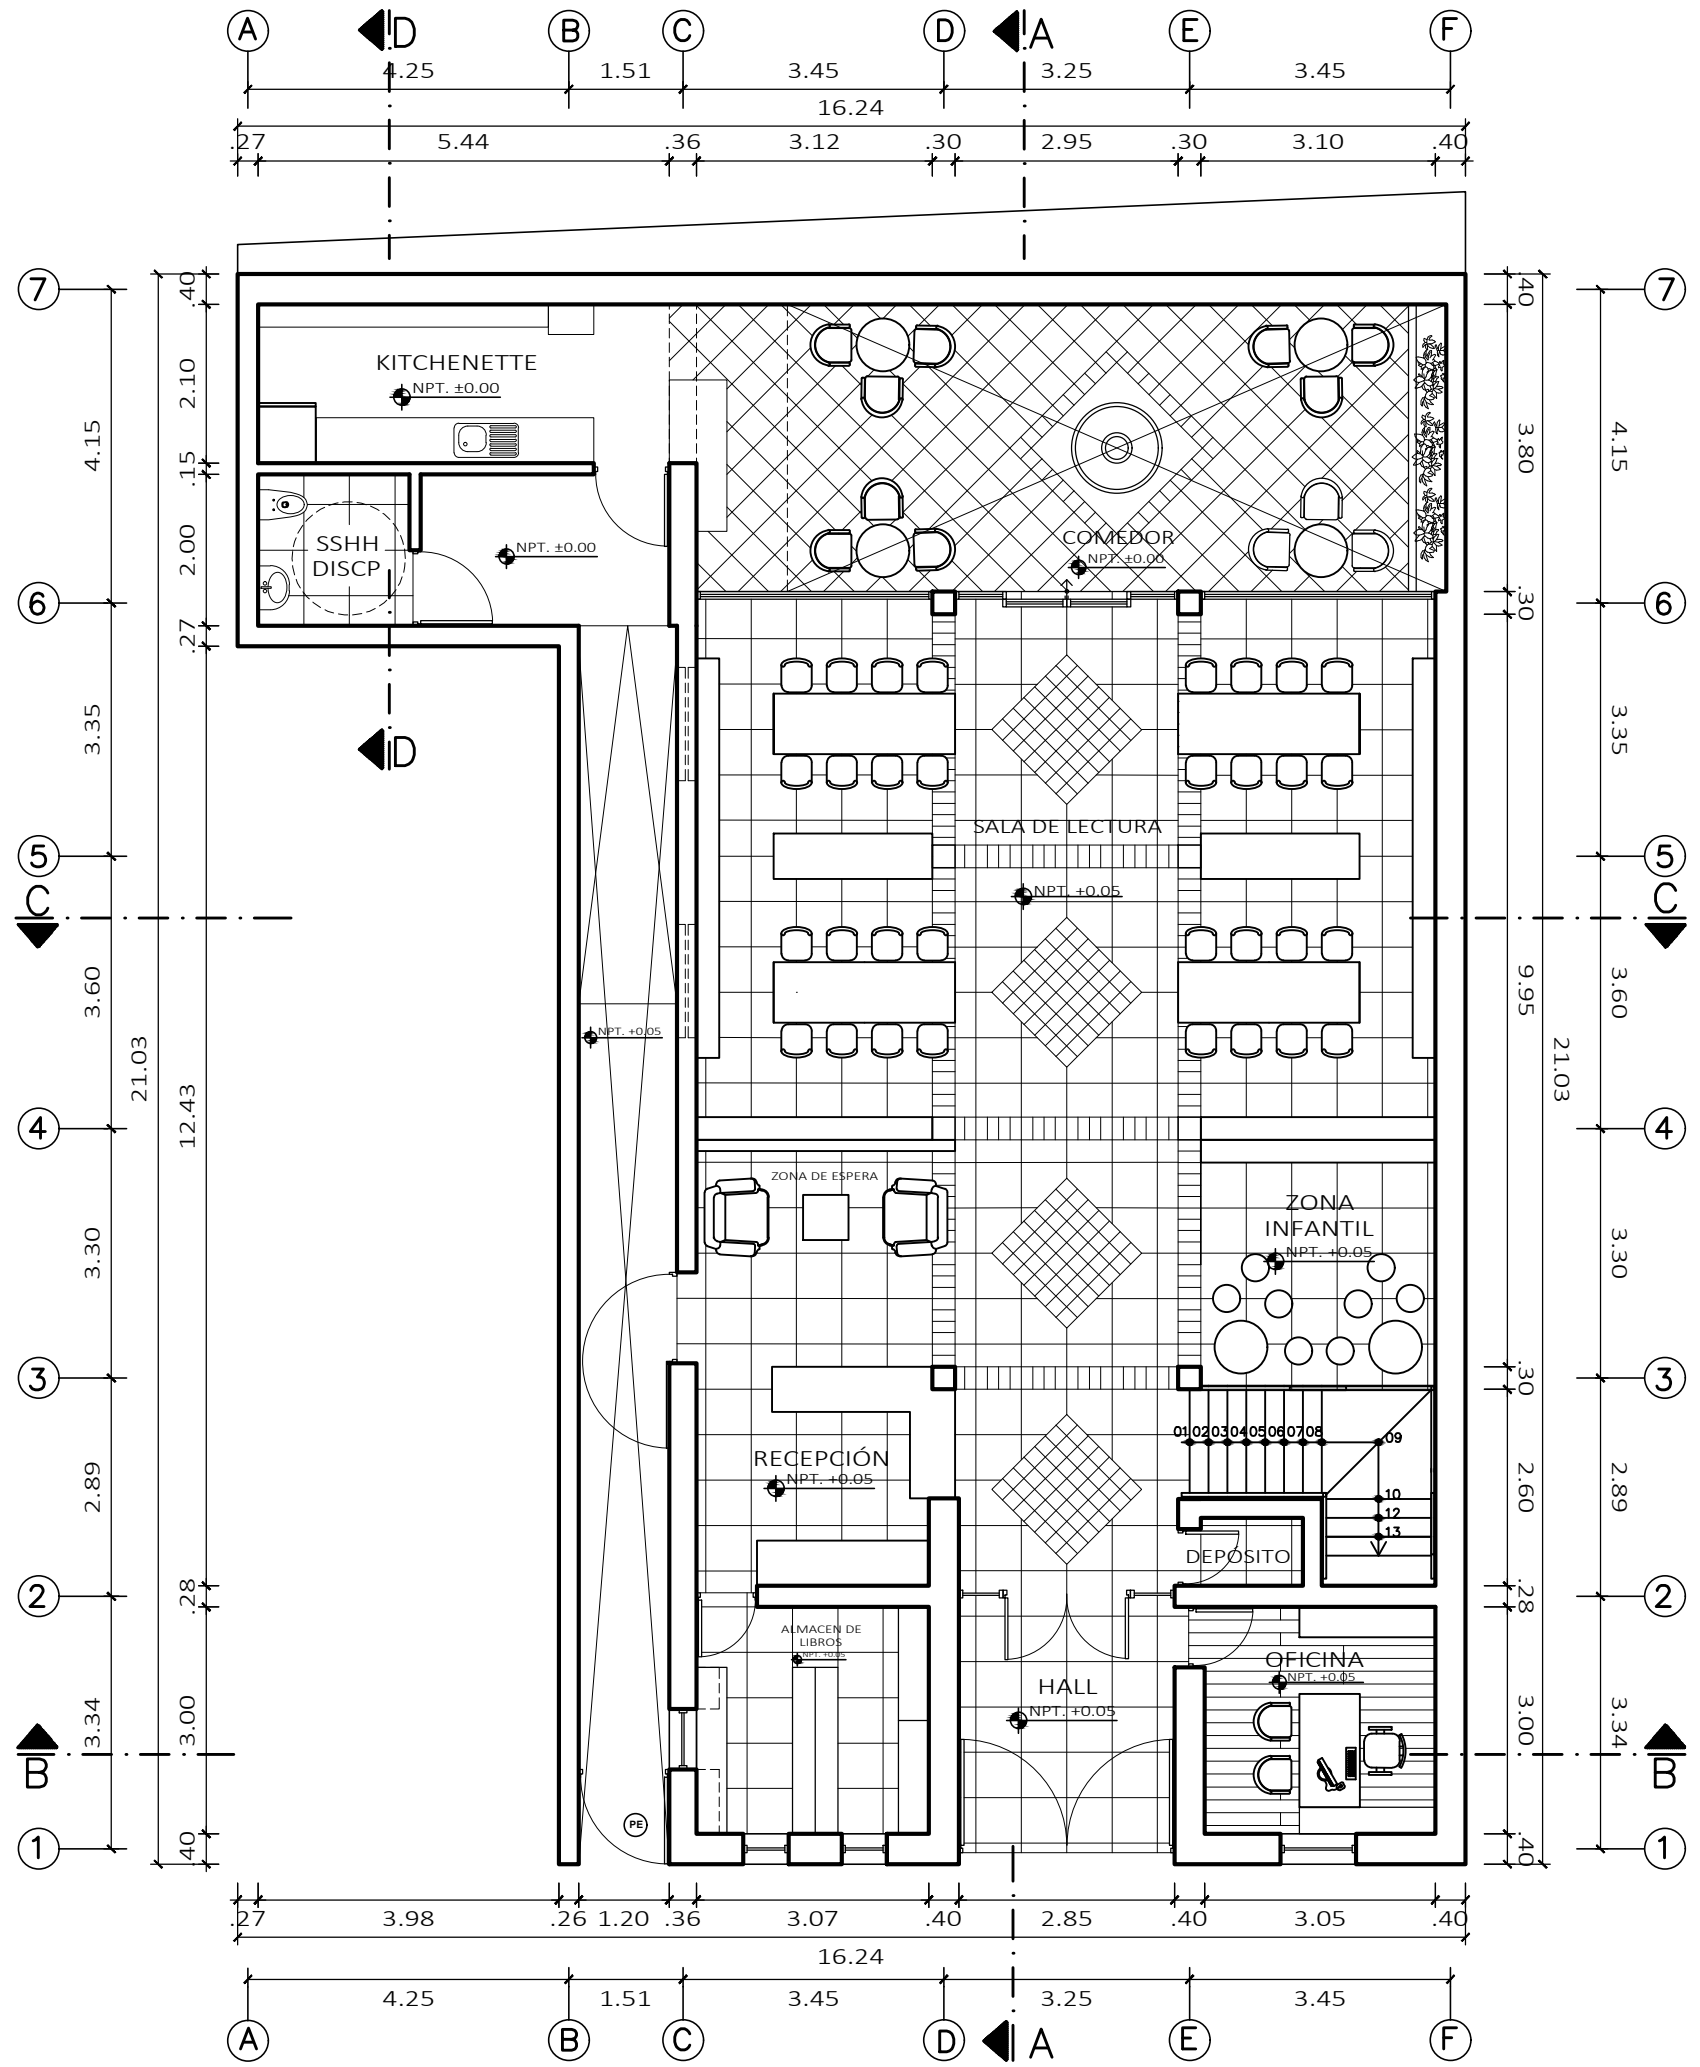 A D B C D A E F
4.25 1.51 3.45 3.25 3.45
16.24
.27 5.44 .36 3.12 .30 2.95 .30 3.10 .40
7 7
.40 .40
KITCHENETTE
NPT. ±0.00
4.15 2.10 3.80 4.15
.15
SSHH
DISCP
NPT. ±0.00
COMEDOR
NPT. ±0.00
2.00
6 6
.27 .30
3.35 3.35
D
SALA DE LECTURA
5 5
NPT. +0.05
C C
3.60 9.95 3.60
NPT. +0.05
21.03 21.03
12.43
4 4
ZONA DE ESPERA
ZONA
INFANTIL
NPT. +0.05
3.30 3.30
3 3
.30
01 02 03 04 05 06 07 08 09
RECEPCIÓN
NPT. +0.05
2.89 2.60 2.89
10
12
13
DEPÓSITO
2 2
.28 .28
ALMACEN DE
LIBROS
NPT. +0.05
OFICINA
NPT. +0.05
HALL
NPT. +0.05
3.34 3.00 3.00 3.34
B B
PE
1 1
.40 .40
.27 3.98 .26 1.20 .36 3.07 .40 2.85 .40 3.05 .40
16.24
4.25 1.51 3.45 3.25 3.45
A B C D A E F